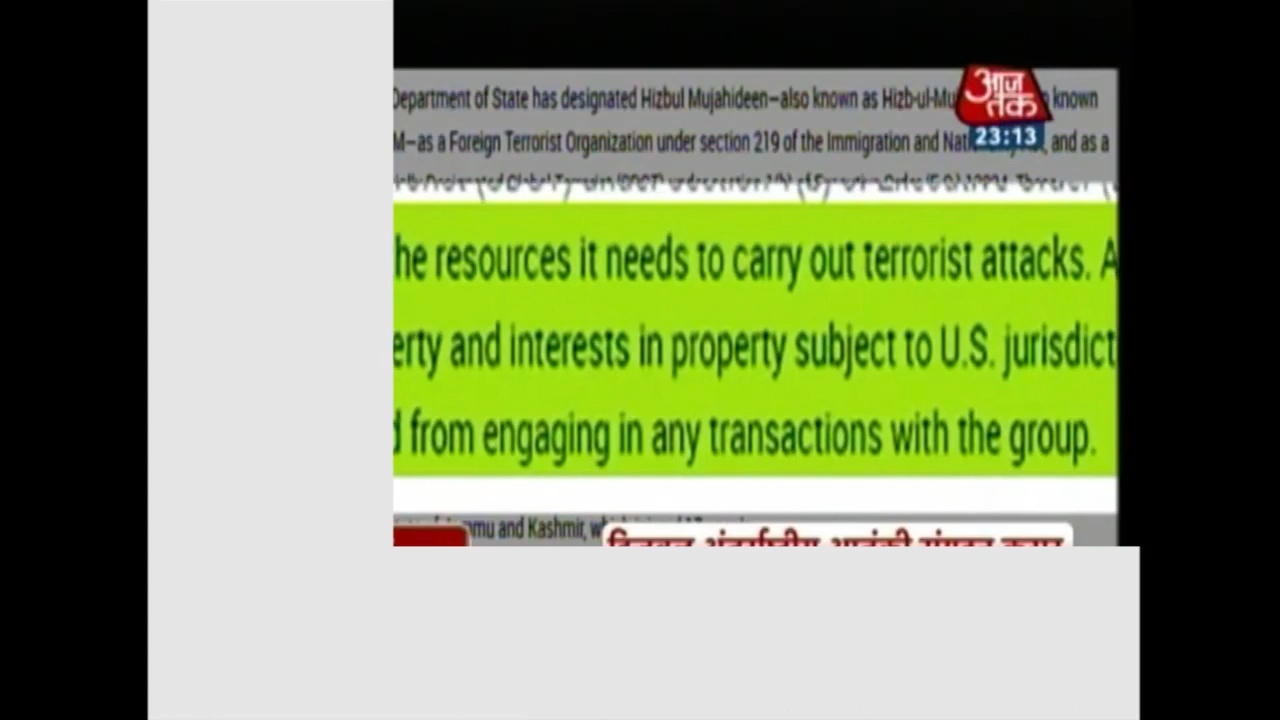 Department of State has designated Hizbul Mujahideen—also known as Hizb-ul-Mu known
M—as a Foreign Terrorist Organization under section 219 of the Immigration and and as a
आज
तक
23:13
he resources it needs to carry out terrorist attacks. A
erty and interests in property subject to U.S. jurisdict
d from engaging in any transactions with the group.
mmu and Kashmir,